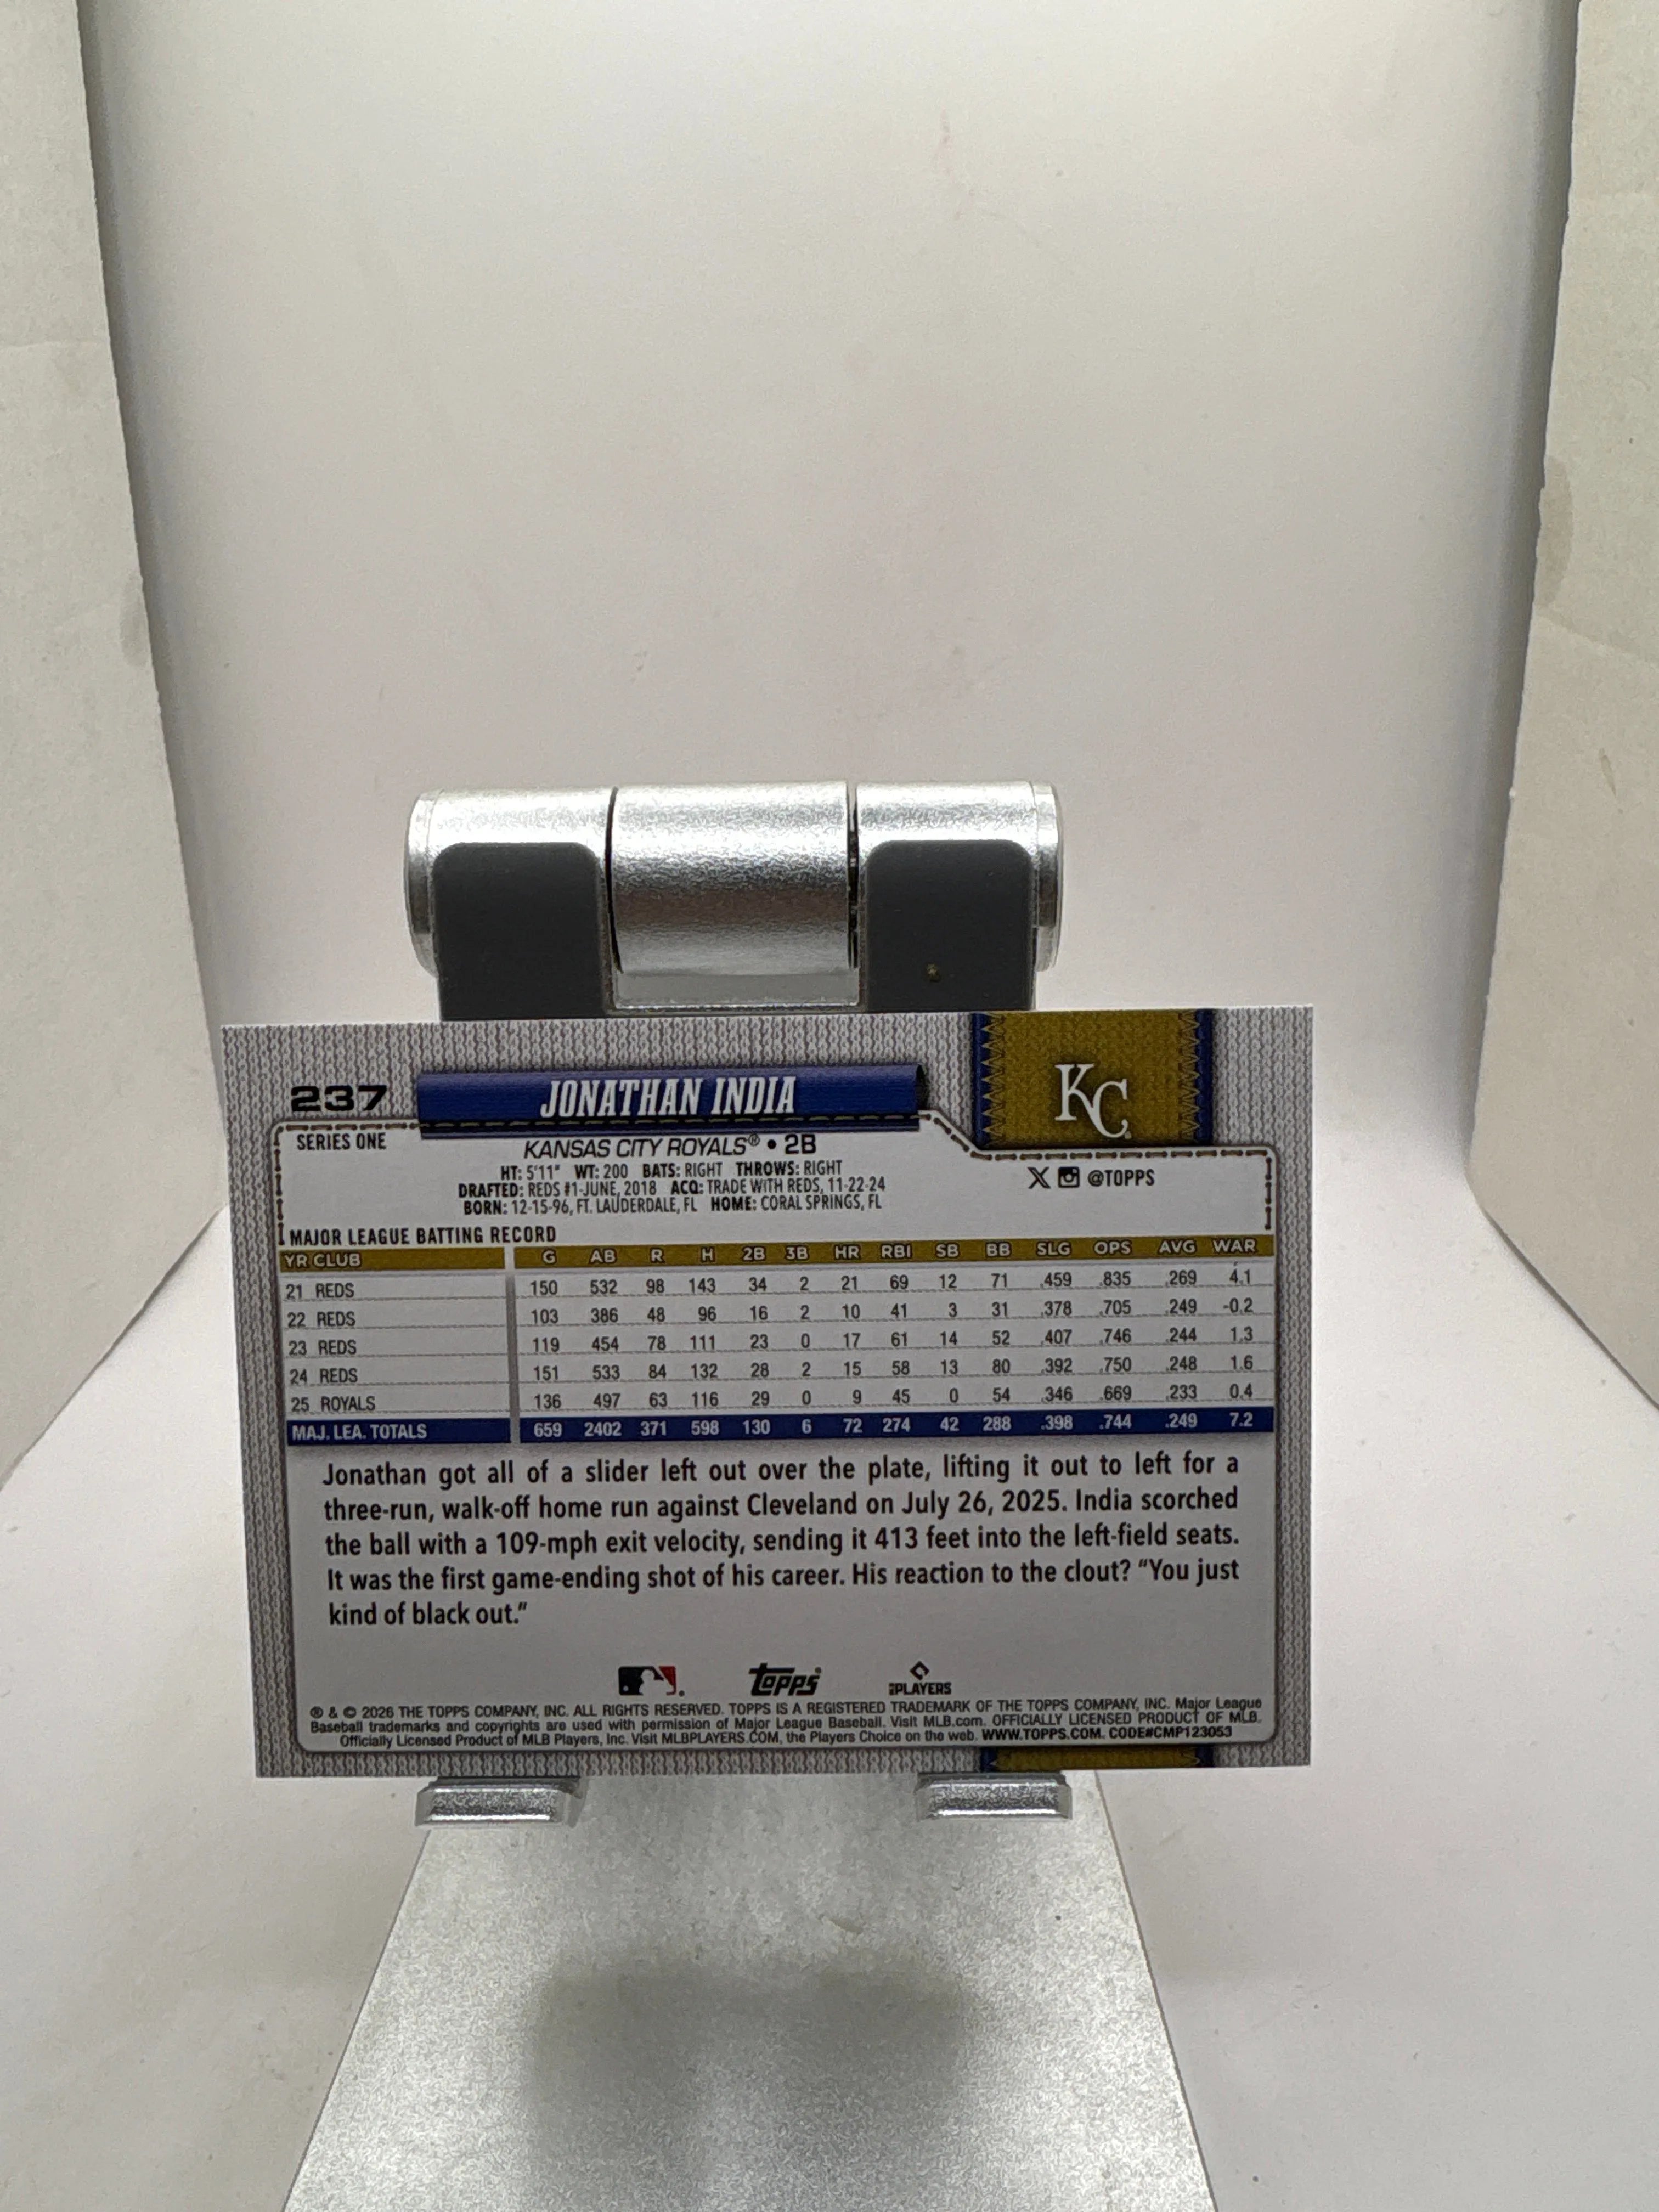 237
JONATHAN INDIA
KC
SERIES ONE
KANSAS CITY ROYALS® • 2B
HT: 5'11" WT: 200 BATS: RIGHT THROWS: RIGHT
DRAFTED: REDS #1-JUNE, 2018 ACQ: TRADE WITH REDS, 11-22-24
BORN: 12-15-96, FT. LAUDERDALE, FL HOME: CORAL SPRINGS, FL
@TOPPS
MAJOR LEAGUE BATTING RECORD
YR CLUB G AB R H 2B 3B HR RBI SB BB SLG OPS AVG WAR
21 REDS 150 532 98 143 34 2 21 69 12 71 .459 .835 .269 4.1
22 REDS 103 386 48 96 16 2 10 41 3 31 .378 .705 .249 -0.2
23 REDS 119 454 78 111 23 0 17 61 14 52 .407 .746 .244 1.3
24 REDS 151 533 84 132 28 2 15 58 13 80 .392 .750 .248 1.6
25 ROYALS 136 497 63 116 29 0 9 45 0 54 .346 .669 .233 0.4
MAJ. LEA. TOTALS 659 2402 371 598 130 6 72 274 42 288 .398 .744 .249 7.2
Jonathan got all of a slider left out over the plate, lifting it out to left for a
three-run, walk-off home run against Cleveland on July 26, 2025. India scorched
the ball with a 109-mph exit velocity, sending it 413 feet into the left-field seats.
It was the first game-ending shot of his career. His reaction to the clout? “You just
kind of black out.”
topps
MLBPLAYERS
® & © 2026 THE TOPPS COMPANY, INC. ALL RIGHTS RESERVED. TOPPS IS A REGISTERED TRADEMARK OF THE TOPPS COMPANY, INC. Major League
Baseball trademarks and copyrights are used with permission of Major League Baseball. Visit MLB.com. OFFICIALLY LICENSED PRODUCT OF MLB.
Officially Licensed Product of MLB Players, Inc. Visit MLBPLAYERS.COM, the Players Choice on the web. WWW.TOPPS.COM. CODE#CMP123053